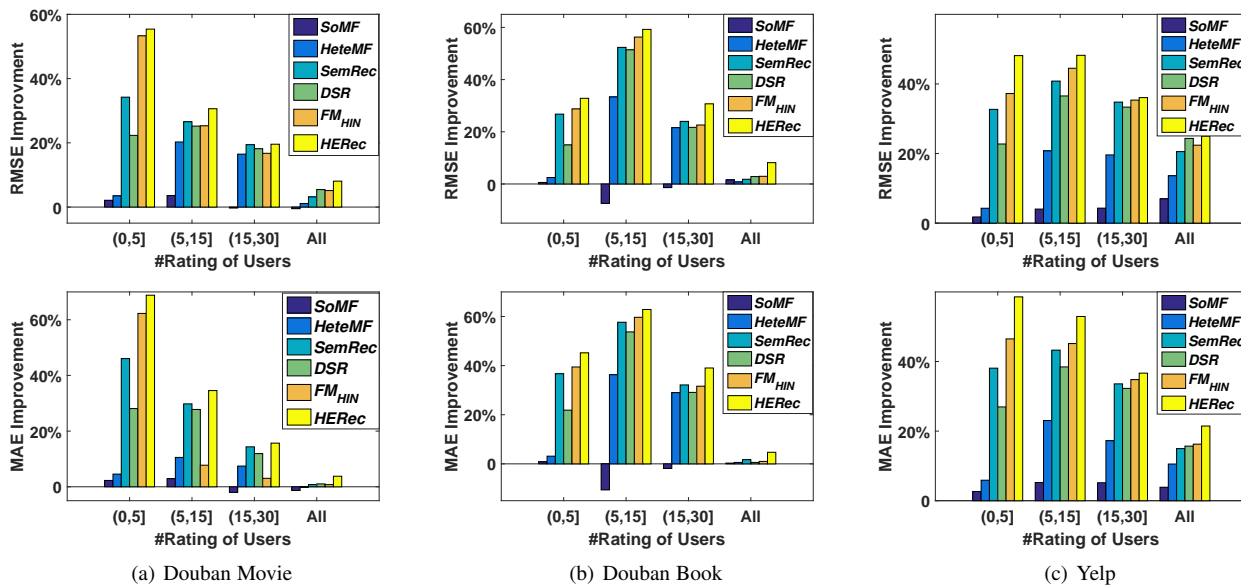 60%
40%
20%
0
RMSE Improvement
SoMF
HeteMF
SemRec
DSR
FM_HIN
HERec
(0,5] (5,15] (15,30] All
#Rating of Users
60%
40%
20%
0
RMSE Improvement
SoMF
HeteMF
SemRec
DSR
FM_HIN
HERec
(0,5] (5,15] (15,30] All
#Rating of Users
40%
20%
0
RMSE Improvement
SoMF
HeteMF
SemRec
DSR
FM_HIN
HERec
(0,5] (5,15] (15,30] All
#Rating of Users
60%
40%
20%
0
MAE Improvement
SoMF
HeteMF
SemRec
DSR
FM_HIN
HERec
(0,5] (5,15] (15,30] All
#Rating of Users
60%
40%
20%
0
MAE Improvement
SoMF
HeteMF
SemRec
DSR
FM_HIN
HERec
(0,5] (5,15] (15,30] All
#Rating of Users
40%
20%
0
MAE Improvement
SoMF
HeteMF
SemRec
DSR
FM_HIN
HERec
(0,5] (5,15] (15,30] All
#Rating of Users
(a) Douban Movie
(b) Douban Book
(c) Yelp